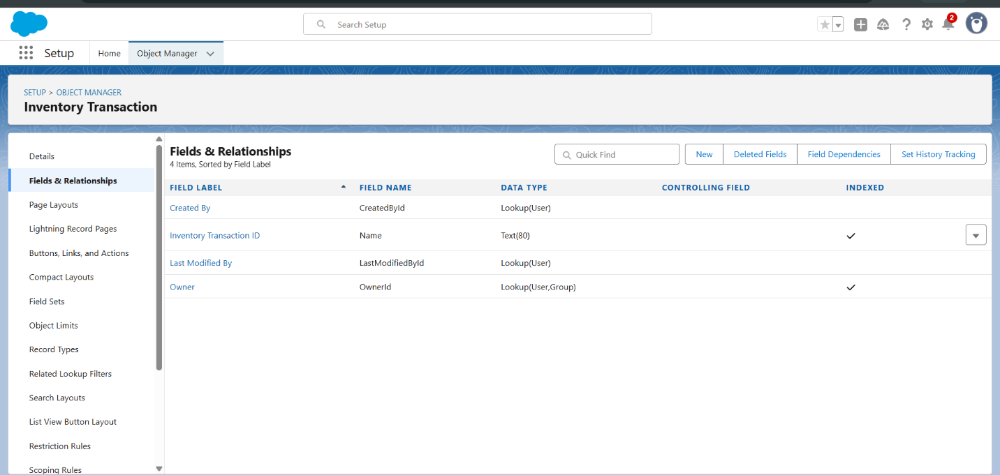 Search Setup
2
Setup
Home
Object Manager
SETUP > OBJECT MANAGER
Inventory Transaction
Details
Fields & Relationships
Page Layouts
Lightning Record Pages
Buttons, Links, and Actions
Compact Layouts
Field Sets
Object Limits
Record Types
Related Lookup Filters
Search Layouts
List View Button Layout
Restriction Rules
Scoping Rules
Fields & Relationships
4 Items, Sorted by Field Label
Quick Find
New
Deleted Fields
Field Dependencies
Set History Tracking
FIELD LABEL FIELD NAME DATA TYPE CONTROLLING FIELD INDEXED
Created By CreatedById Lookup(User)
Inventory Transaction ID Name Text(80)
Last Modified By LastModifiedById Lookup(User)
Owner OwnerId Lookup(User,Group)